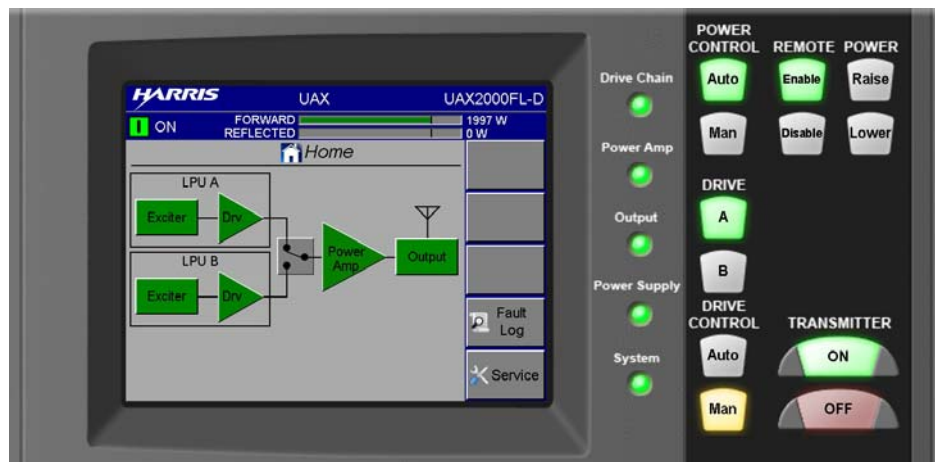 HARRIS UAX UAX2000FL-D
ON FORWARD 1997 W
REFLECTED 0 W
Home
LPU A
Exciter Drv
LPU B
Exciter Drv
Power
Amp
Output
Fault
Log
Service
Drive Chain
Power Amp
Output
Power Supply
System
POWER
CONTROL REMOTE POWER
Auto Enable Raise
Man Disable Lower
DRIVE
A
B
DRIVE
CONTROL TRANSMITTER
Auto ON
Man OFF